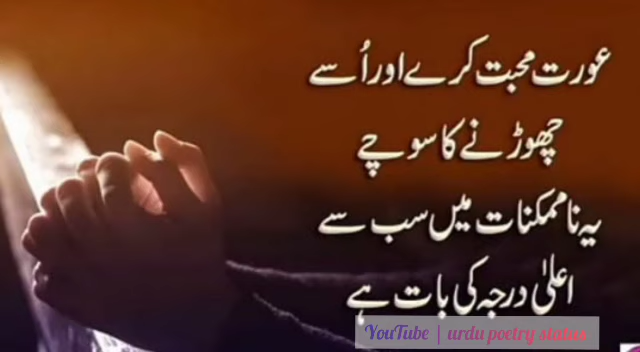 عورت محبت کرے اور اُسے
چھوڑنے کا سوچے
یہ ناممکنات میں سب سے
اعلیٰ درجہ کی بات ہے
YouTube | urdu poetry status